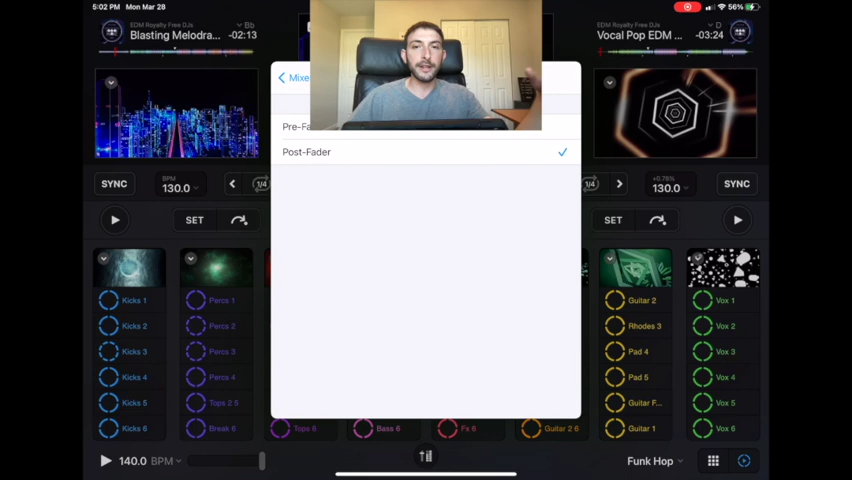 5:02 PM Mon Mar 28
56%
EDM Royalty Free DJs
Bb
Blasting Melodra...
-02:13
EDM Royalty Free DJs
D
Vocal Pop EDM ...
-03:24
Mixe
Pre-Fa
Post-Fader
SYNC
BPM
130.0
1/4
1/4
+0.76%
130.0
SYNC
SET
SET
Kicks 1
Kicks 2
Kicks 3
Kicks 4
Kicks 5
Kicks 6
Percs 1
Percs 2
Percs 3
Percs 4
Tops 2 5
Break 6
Tops 6
Bass 6
Fx 6
Guitar 2 6
Guitar 2
Rhodes 3
Pad 4
Pad 5
Guitar F...
Guitar 1
Vox 1
Vox 2
Vox 3
Vox 4
Vox 5
Vox 6
140.0 BPM
Funk Hop